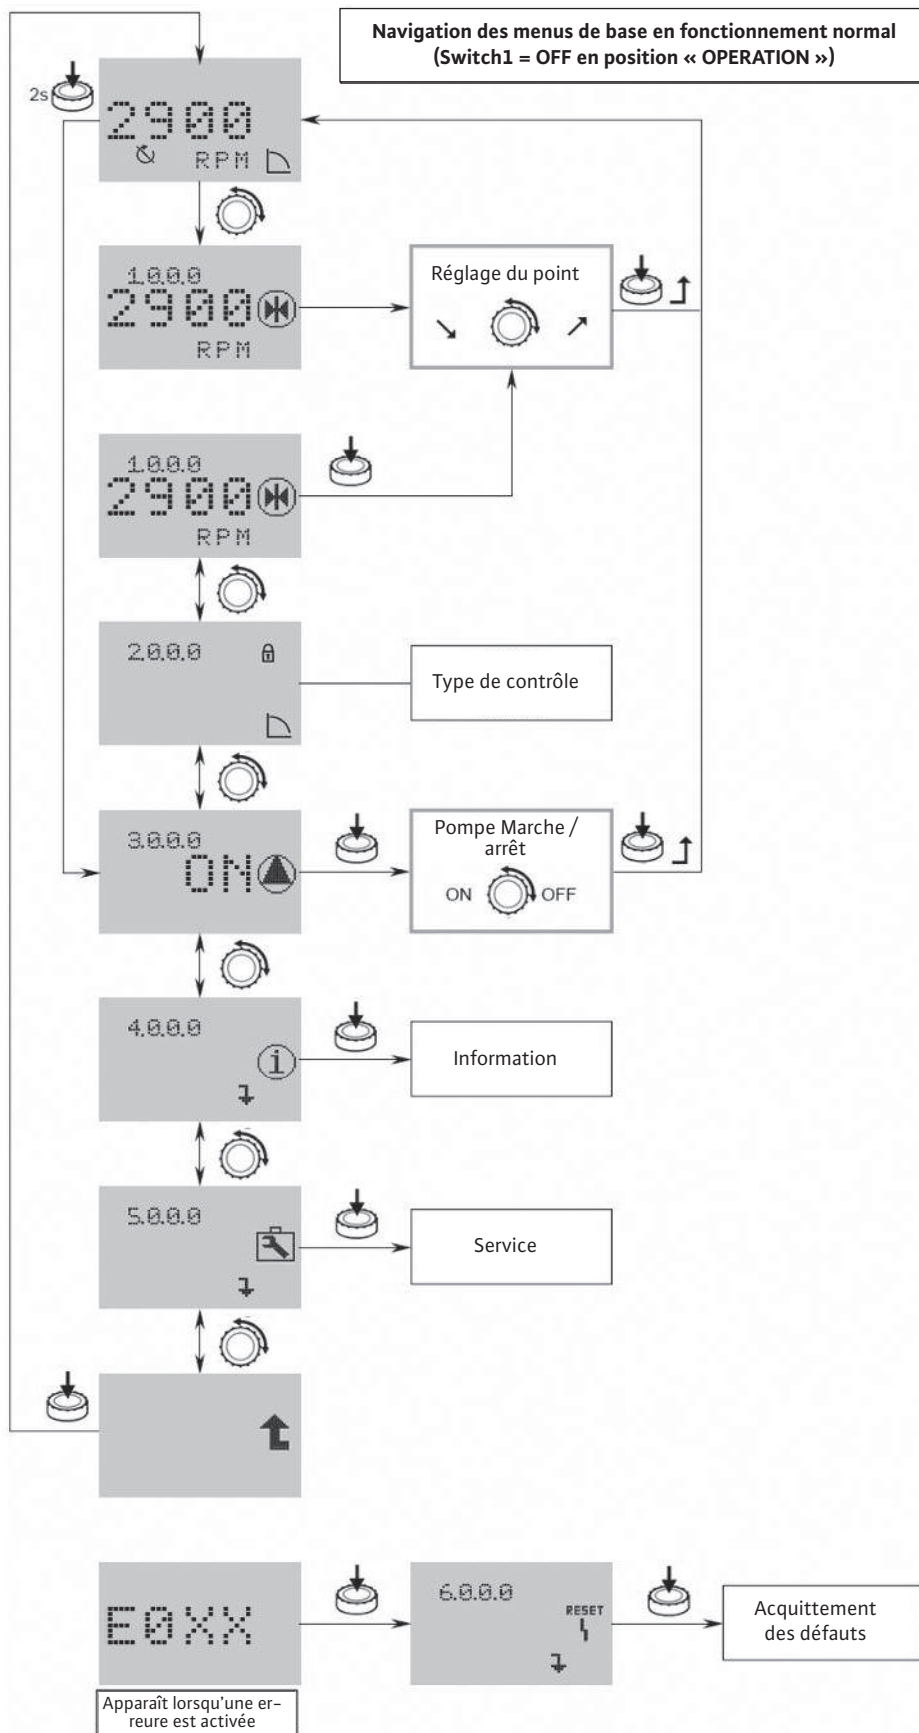 Navigation des menus de base en fonctionnement normal
(Switch1 = OFF en position « OPERATION »)
2s
2900
RPM
1.0.0.0
2900
RPM
Réglage du point
1.0.0.0
2900
RPM
2.0.0.0
Type de contrôle
3.0.0.0
ON
Pompe Marche /
arrêt
ON OFF
4.0.0.0
i
Information
5.0.0.0
Service
E0XX
6.0.0.0
RESET
Acquittement
des défauts
Apparaît lorsqu'une er-
reure est activée